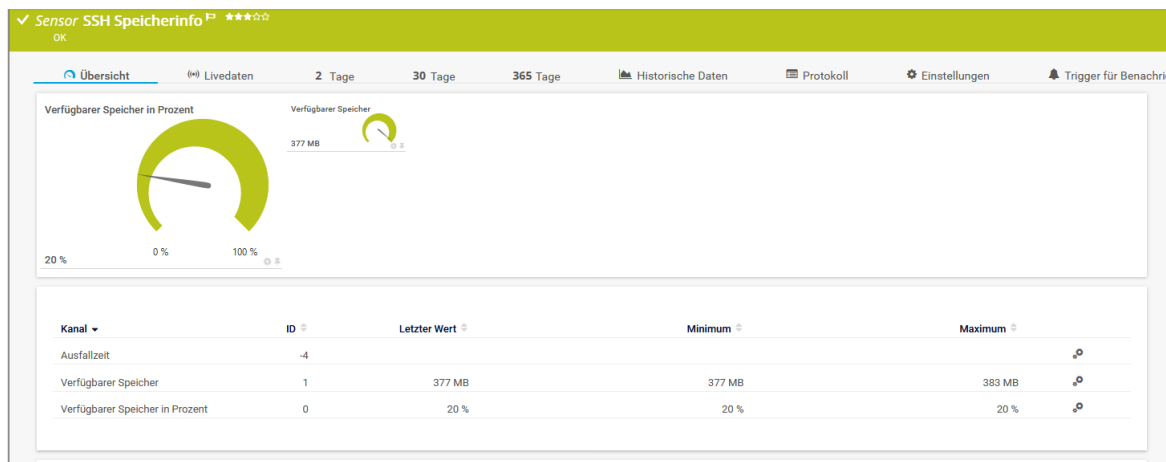 Sensor SSH Speicherinfo
OK
Übersicht
Livedaten
2 Tage
30 Tage
365 Tage
Historische Daten
Protokoll
Einstellungen
Trigger für Benachri
Verfügbarer Speicher in Prozent
0 %
100 %
20 %
Verfügbarer Speicher
377 MB
Kanal ID Letzter Wert Minimum Maximum
Ausfallzeit -4
Verfügbarer Speicher 1 377 MB 377 MB 383 MB
Verfügbarer Speicher in Prozent 0 20 % 20 % 20 %